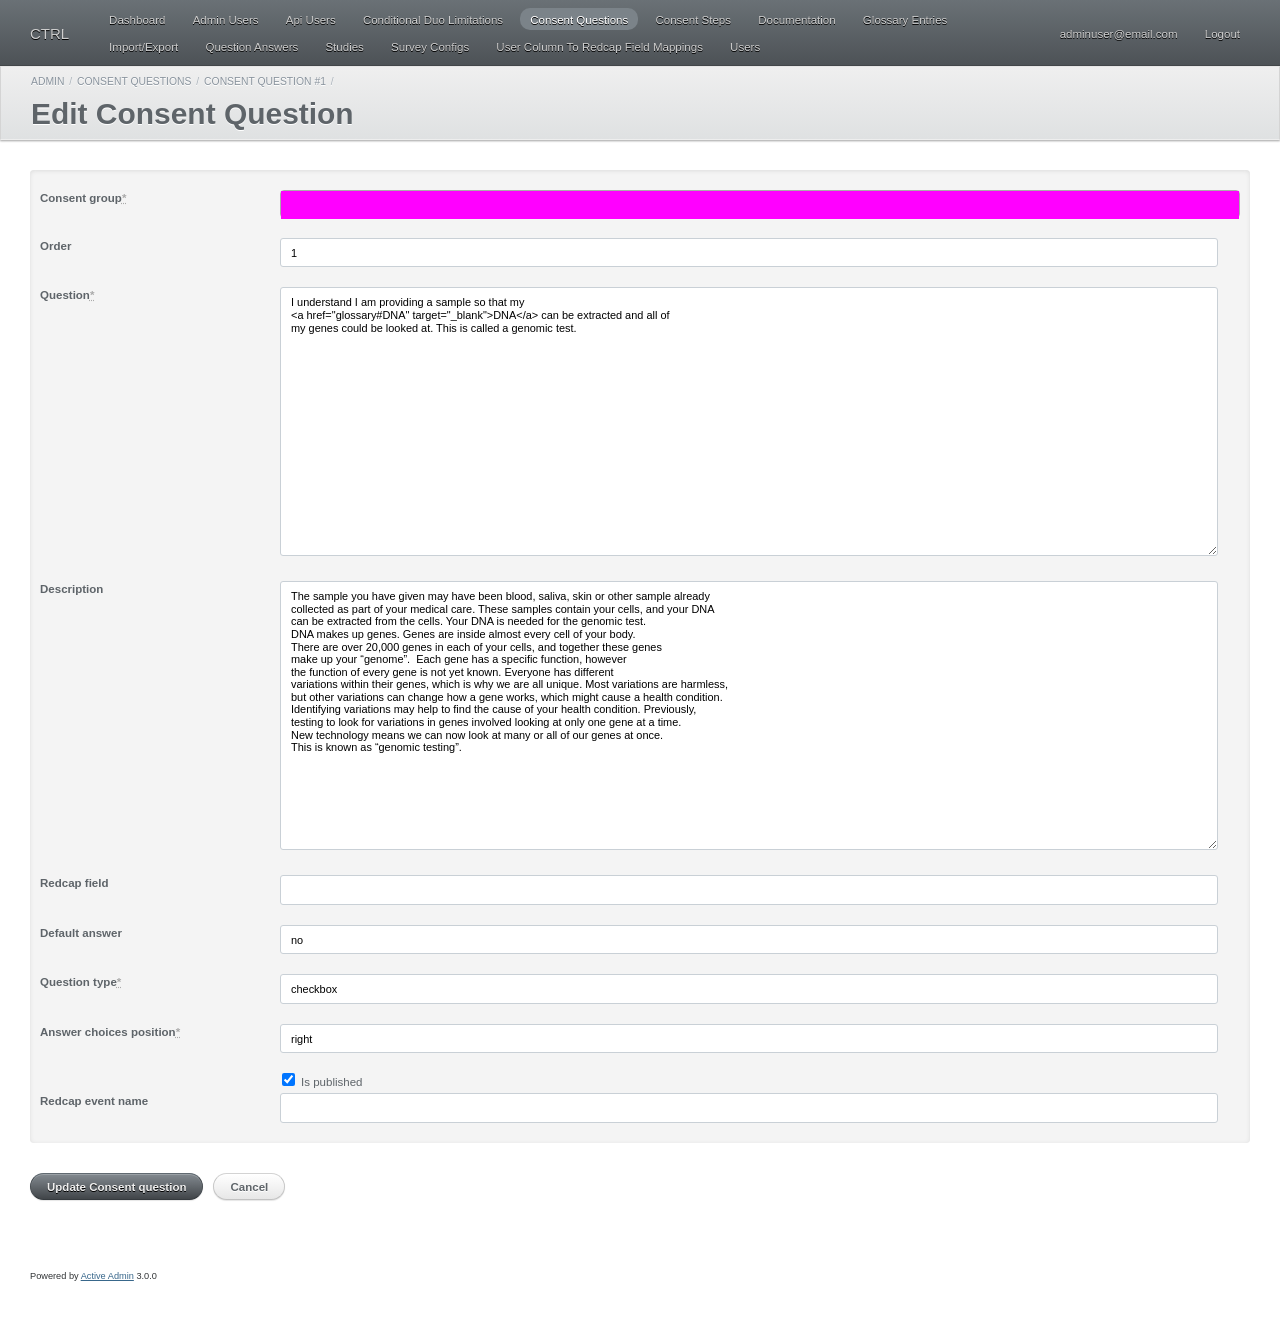 CTRL
Dashboard Admin Users Api Users Conditional Duo Limitations Consent Questions Consent Steps Documentation Glossary Entries
Import/Export Question Answers Studies Survey Configs User Column To Redcap Field Mappings Users
adminuser@email.com Logout
ADMIN / CONSENT QUESTIONS / CONSENT QUESTION #1 /
Edit Consent Question
Consent group*
Order
1
Question*
I understand I am providing a sample so that my
<a href="glossary#DNA" target="_blank">DNA</a> can be extracted and all of
my genes could be looked at. This is called a genomic test.
Description
The sample you have given may have been blood, saliva, skin or other sample already
collected as part of your medical care. These samples contain your cells, and your DNA
can be extracted from the cells. Your DNA is needed for the genomic test.
DNA makes up genes. Genes are inside almost every cell of your body.
There are over 20,000 genes in each of your cells, and together these genes
make up your “genome”.  Each gene has a specific function, however
the function of every gene is not yet known. Everyone has different
variations within their genes, which is why we are all unique. Most variations are harmless,
but other variations can change how a gene works, which might cause a health condition.
Identifying variations may help to find the cause of your health condition. Previously,
testing to look for variations in genes involved looking at only one gene at a time.
New technology means we can now look at many or all of our genes at once.
This is known as “genomic testing”.
Redcap field
Default answer
no
Question type*
checkbox
Answer choices position*
right
Is published
Redcap event name
Update Consent question Cancel
Powered by Active Admin 3.0.0